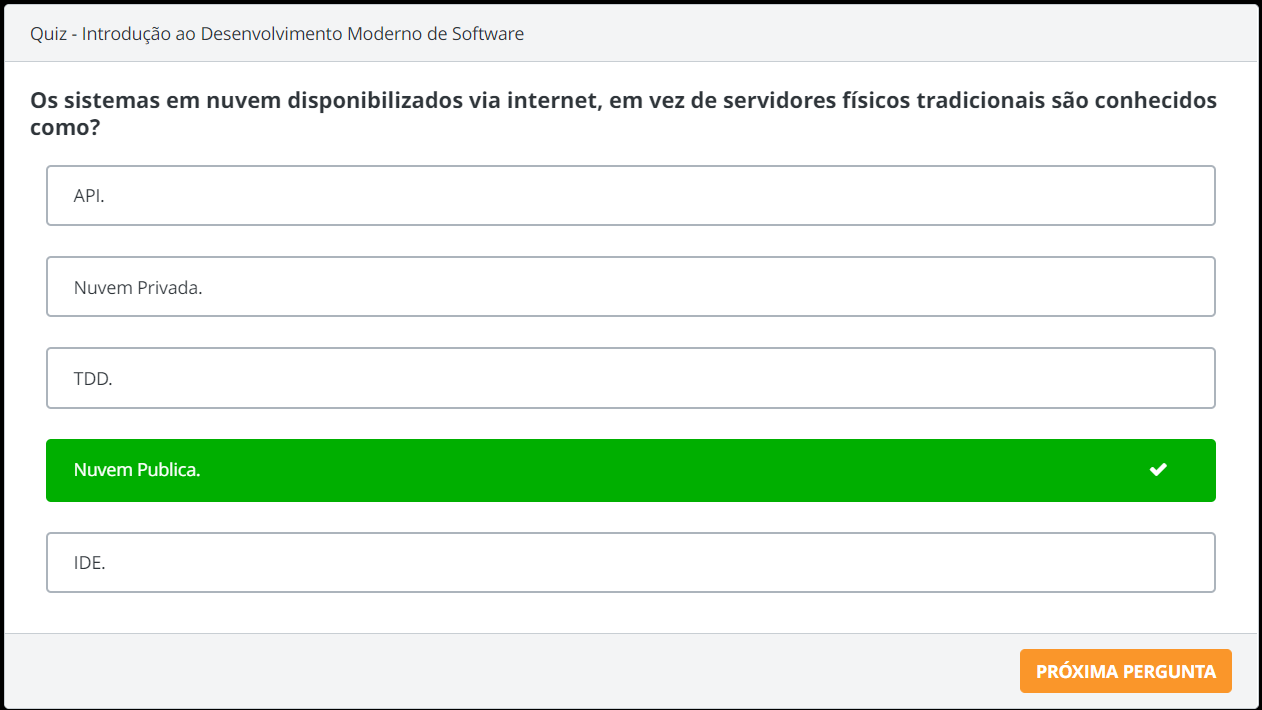 Quiz - Introdução ao Desenvolvimento Moderno de Software
Os sistemas em nuvem disponibilizados via internet, em vez de servidores físicos tradicionais são conhecidos
como?
API.
Nuvem Privada.
TDD.
Nuvem Publica.
IDE.
PRÓXIMA PERGUNTA